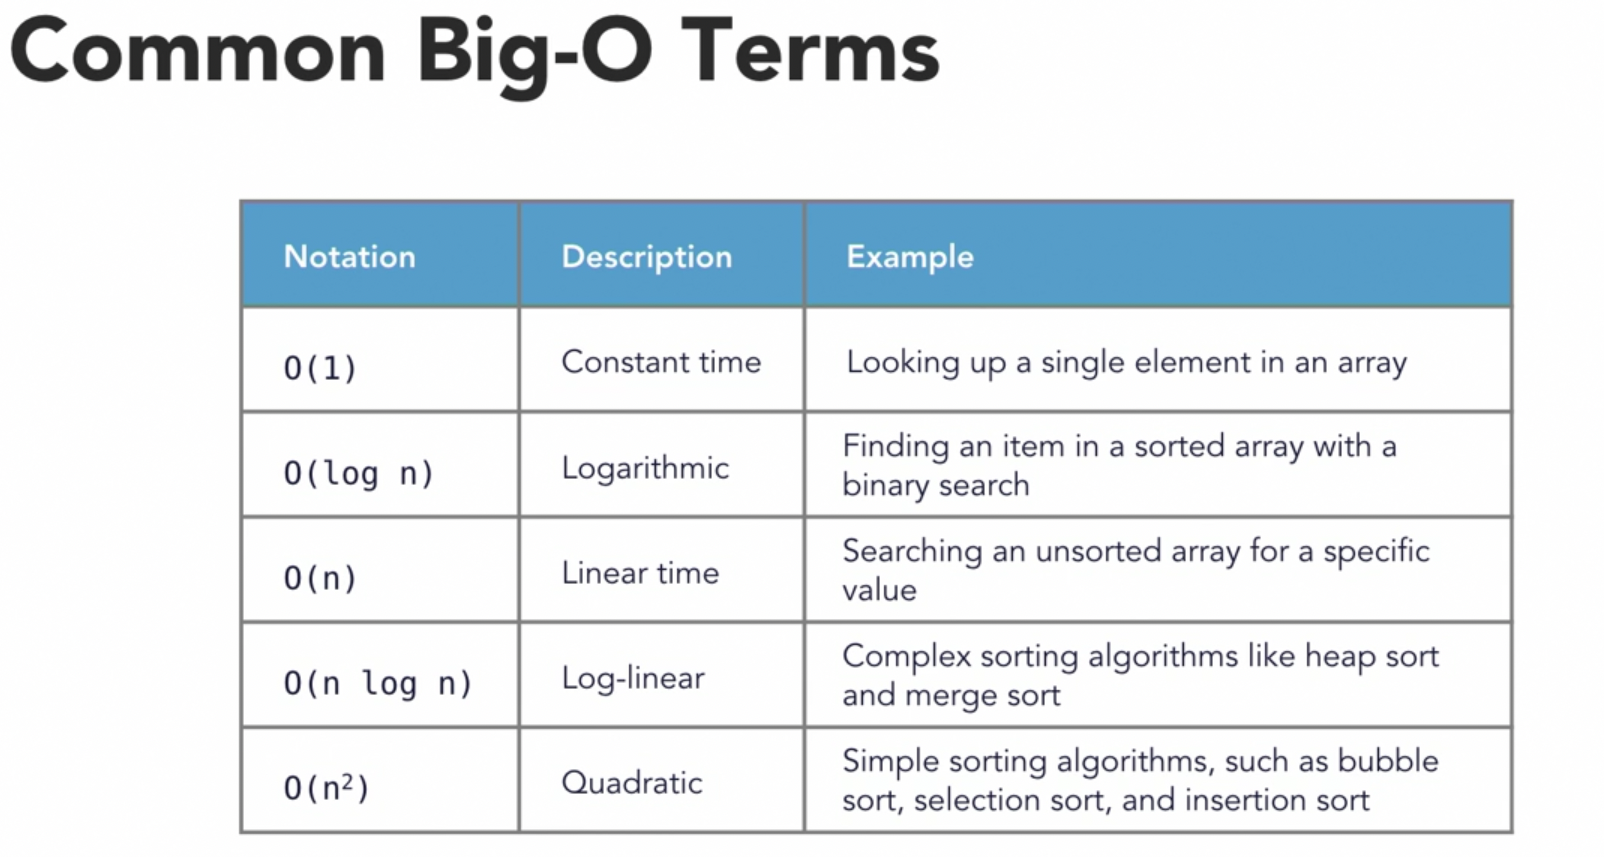 Common Big-O Terms
Notation Description Example
O(1) Constant time Looking up a single element in an array
O(log n) Logarithmic Finding an item in a sorted array with a
binary search
O(n) Linear time Searching an unsorted array for a specific
value
O(n log n) Log-linear Complex sorting algorithms like heap sort
and merge sort
O(n²) Quadratic Simple sorting algorithms, such as bubble
sort, selection sort, and insertion sort